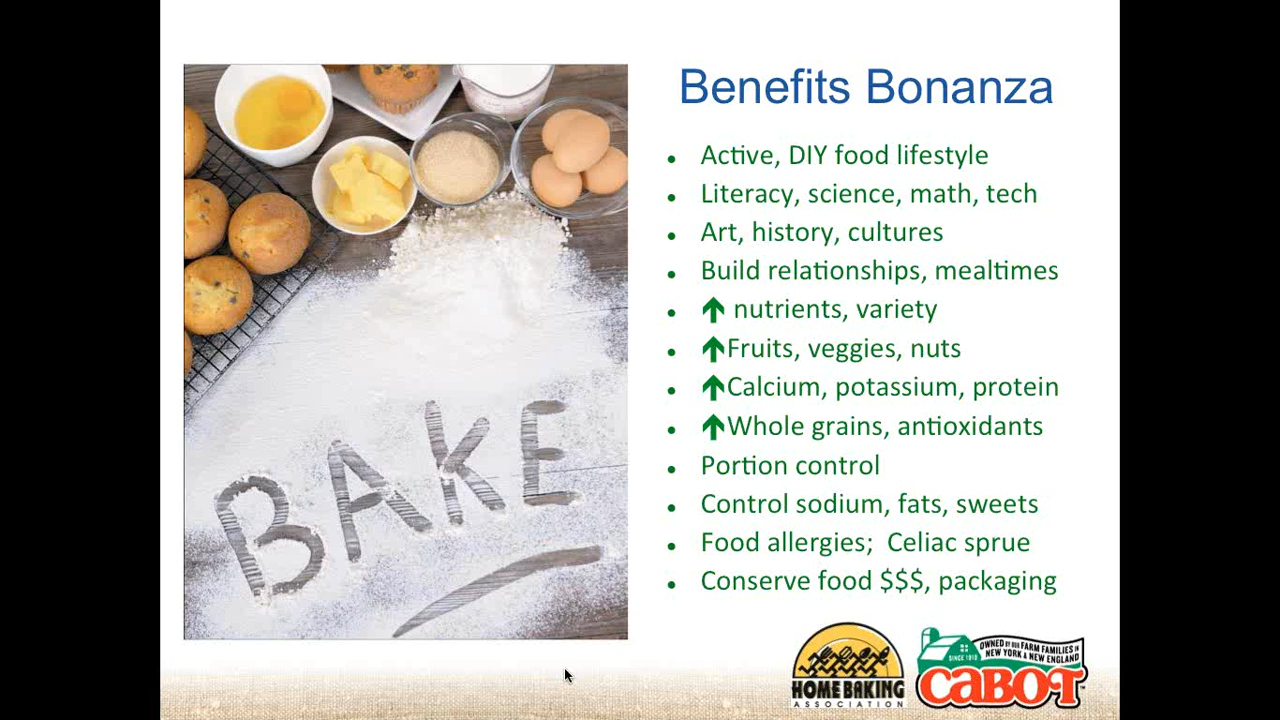 Benefits Bonanza
• Active, DIY food lifestyle
• Literacy, science, math, tech
• Art, history, cultures
• Build relationships, mealtimes
• ↑ nutrients, variety
• ↑Fruits, veggies, nuts
• ↑Calcium, potassium, protein
• ↑Whole grains, antioxidants
• Portion control
• Control sodium, fats, sweets
• Food allergies;  Celiac sprue
• Conserve food $$$, packaging
BAKE
HOME BAKING
ASSOCIATION
OWNED by our FARM FAMILIES in
NEW YORK & NEW ENGLAND
SINCE 1919
CABOT